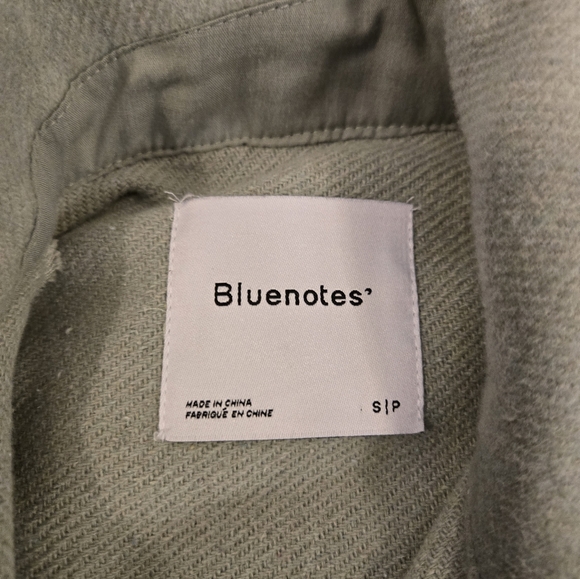 Bluenotes’
MADE IN CHINA
FABRIQUÉ EN CHINE
S|P